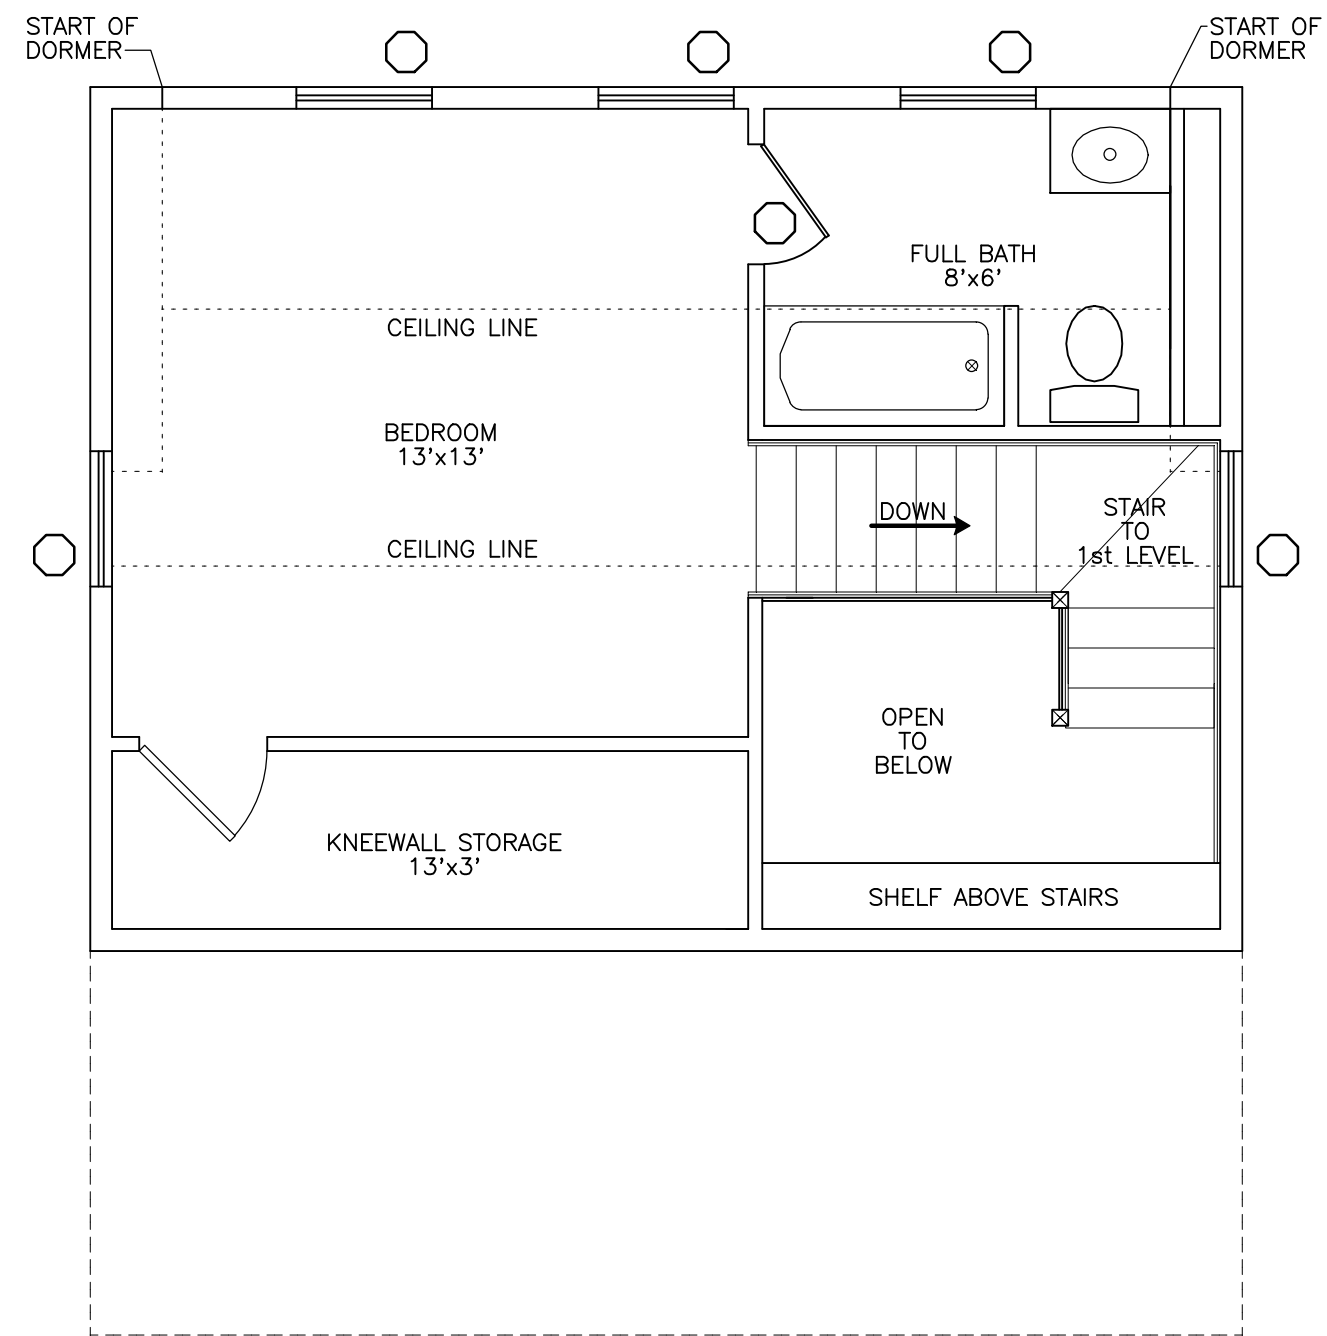 START OF
DORMER
START OF
DORMER
FULL BATH
8'x6'
CEILING LINE
BEDROOM
13'x13'
DOWN
STAIR
TO
1st LEVEL
CEILING LINE
OPEN
TO
BELOW
KNEEWALL STORAGE
13'x3'
SHELF ABOVE STAIRS